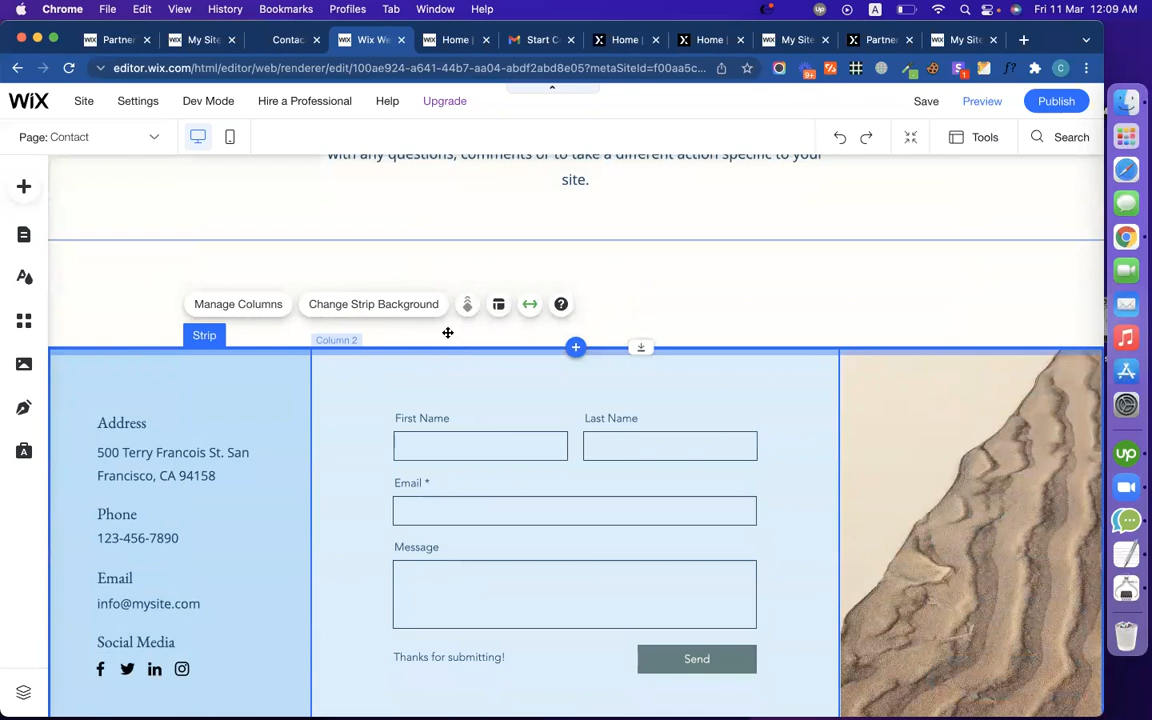 Chrome File Edit View History Bookmarks Profiles Tab Window Help
A
Fri 11 Mar 12:09 AM
Partner
My Site
Contac
Wix We
Home |
Start C
Home |
Home |
My Site
Partner
My Site
editor.wix.com/html/editor/web/renderer/edit/100ae924-a641-44b7-aa04-abdf2abd8e05?metaSiteId=f00aa5c...
9+
1
f?
C
WiX Site Settings Dev Mode Hire a Professional Help Upgrade Save Preview Publish
Page: Contact
Tools Search
with any questions, comments or to take a different action specific to your
site.
Manage Columns Change Strip Background
?
Strip
Column 2
Address
500 Terry Francois St. San
Francisco, CA 94158
Phone
123-456-7890
Email
info@mysite.com
Social Media
First Name Last Name
Email *
Message
Thanks for submitting! Send
up